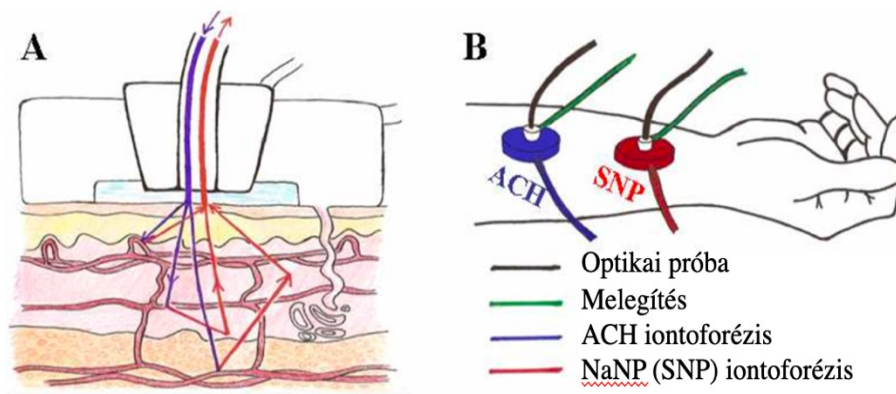 A
B
ACH
SNP
Optikai próba
Melegítés
ACH iontoforézis
NaNP (SNP) iontoforézis